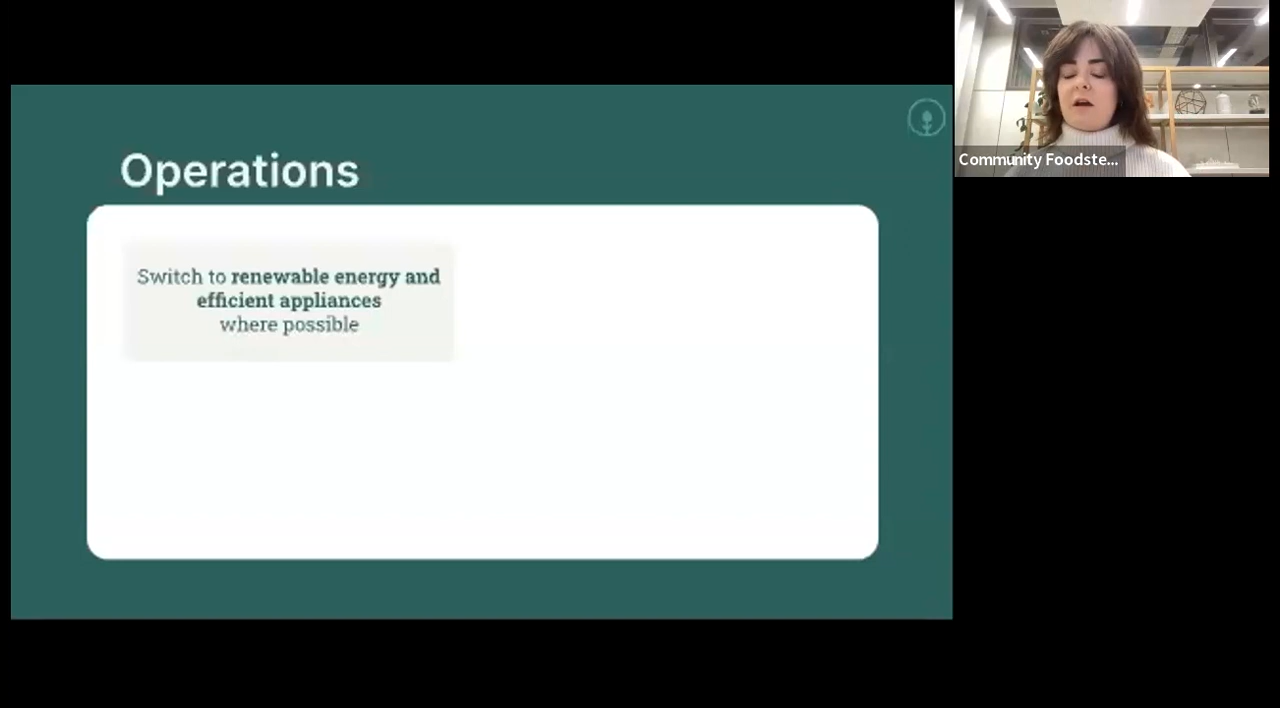 Operations
Switch to renewable energy and
efficient appliances
where possible
Community Foodste...